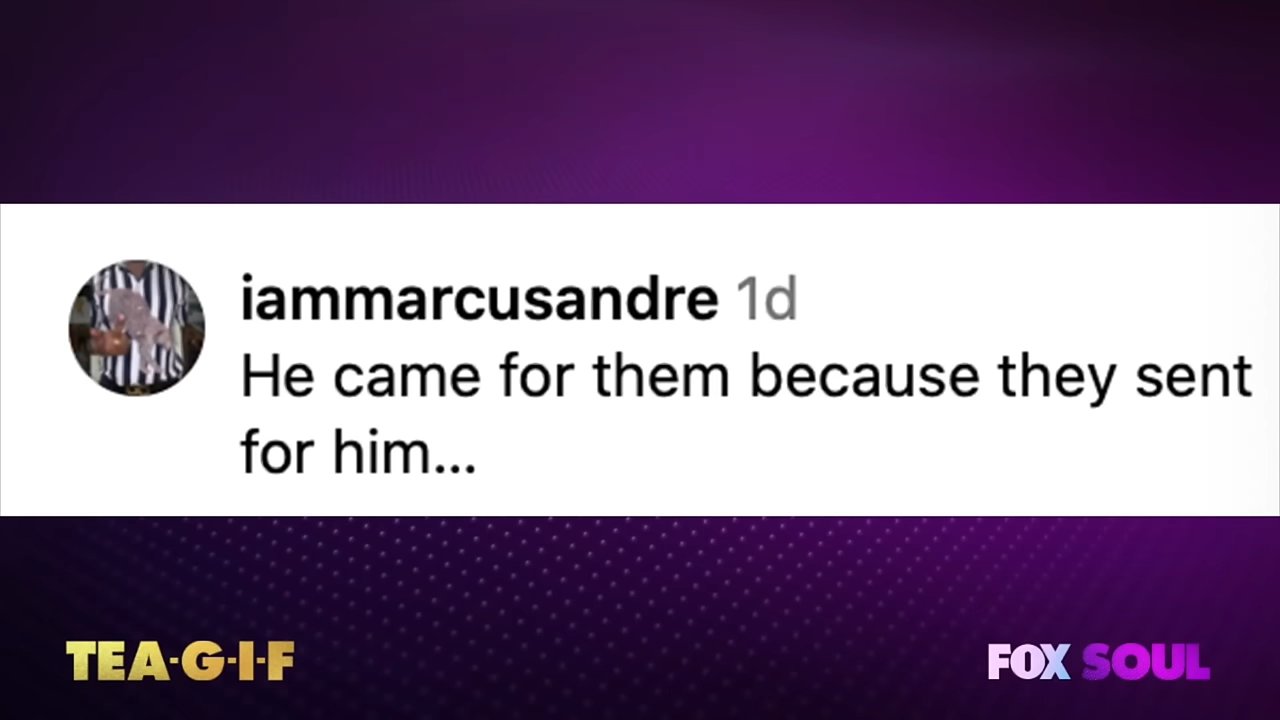 iammarcusandre 1d
He came for them because they sent
for him...
TEA·G·I·F
FOX SOUL